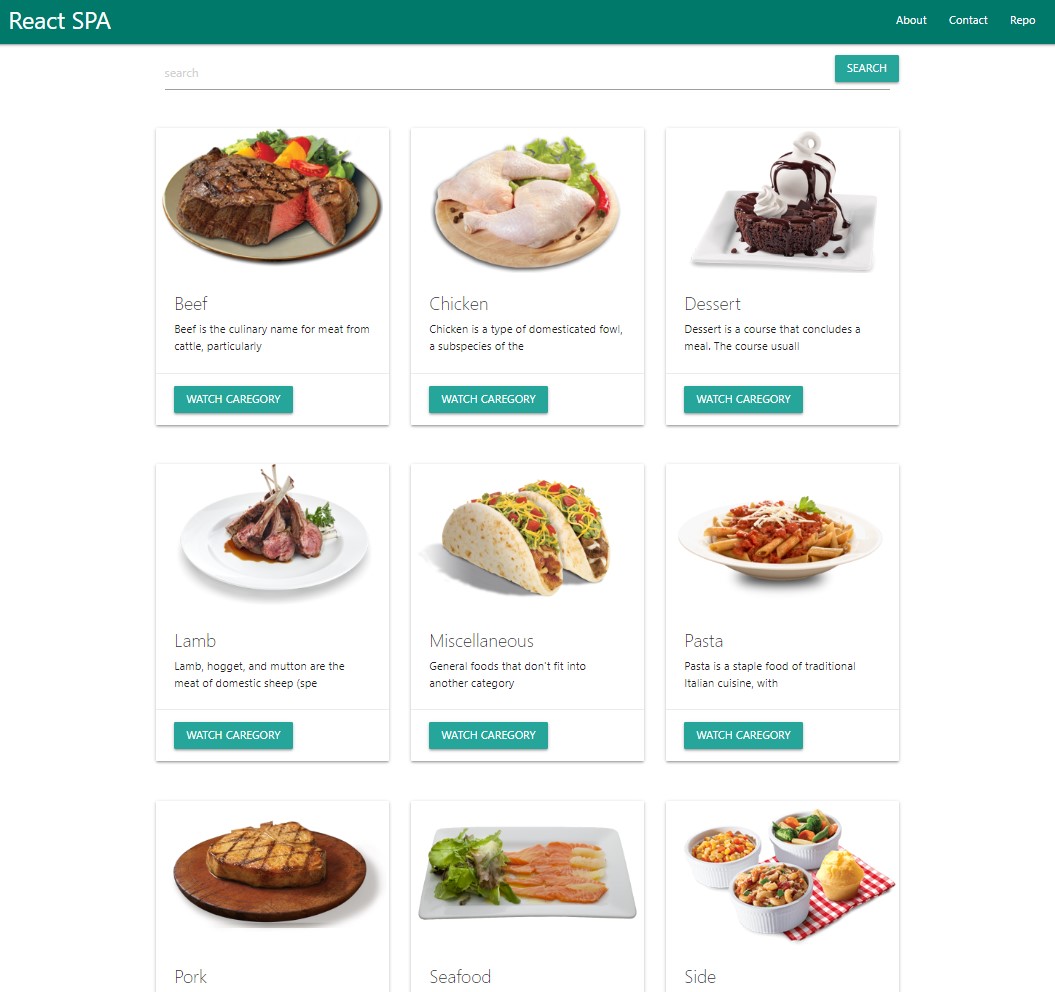 React SPA
About
Contact
Repo
search
SEARCH
Beef
Beef is the culinary name for meat from
cattle, particularly
WATCH CAREGORY
Chicken
Chicken is a type of domesticated fowl,
a subspecies of the
WATCH CAREGORY
Dessert
Dessert is a course that concludes a
meal. The course usuall
WATCH CAREGORY
Lamb
Lamb, hogget, and mutton are the
meat of domestic sheep (spe
WATCH CAREGORY
Miscellaneous
General foods that don't fit into
another category
WATCH CAREGORY
Pasta
Pasta is a staple food of traditional
Italian cuisine, with
WATCH CAREGORY
Pork
Seafood
Side